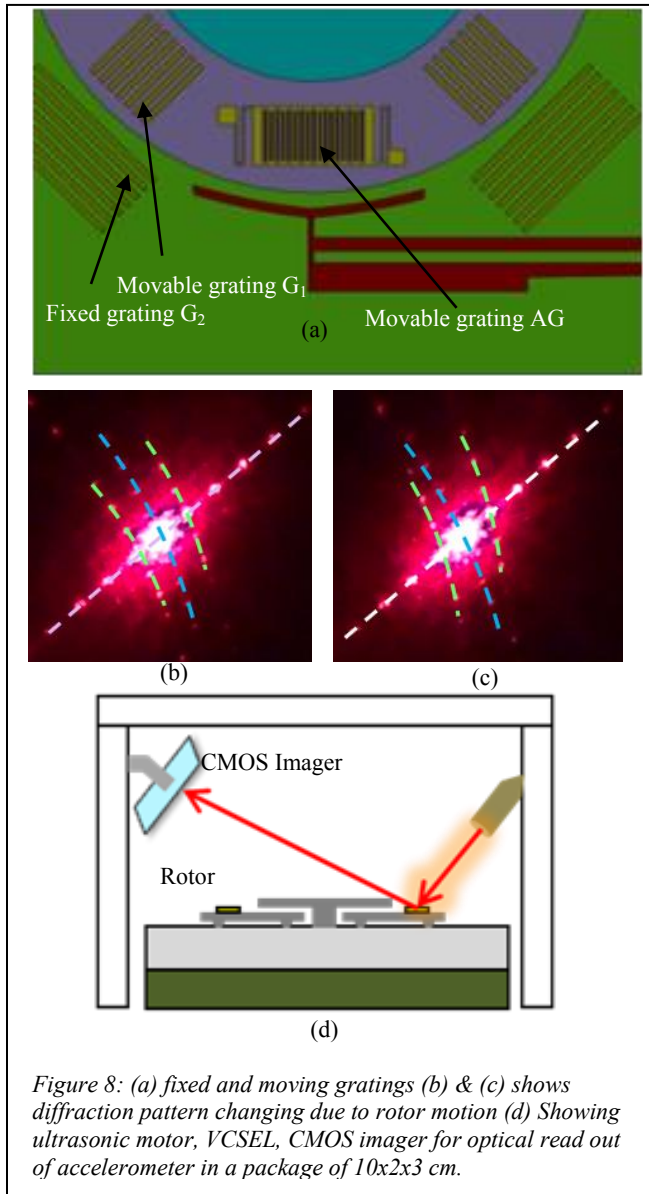 Movable grating G₁
Fixed grating G₂
Movable grating AG
(a)
(b)
(c)
CMOS Imager
Rotor
(d)
Figure 8: (a) fixed and moving gratings (b) & (c) shows
diffraction pattern changing due to rotor motion (d) Showing
ultrasonic motor, VCSEL, CMOS imager for optical read out
of accelerometer in a package of 10x2x3 cm.